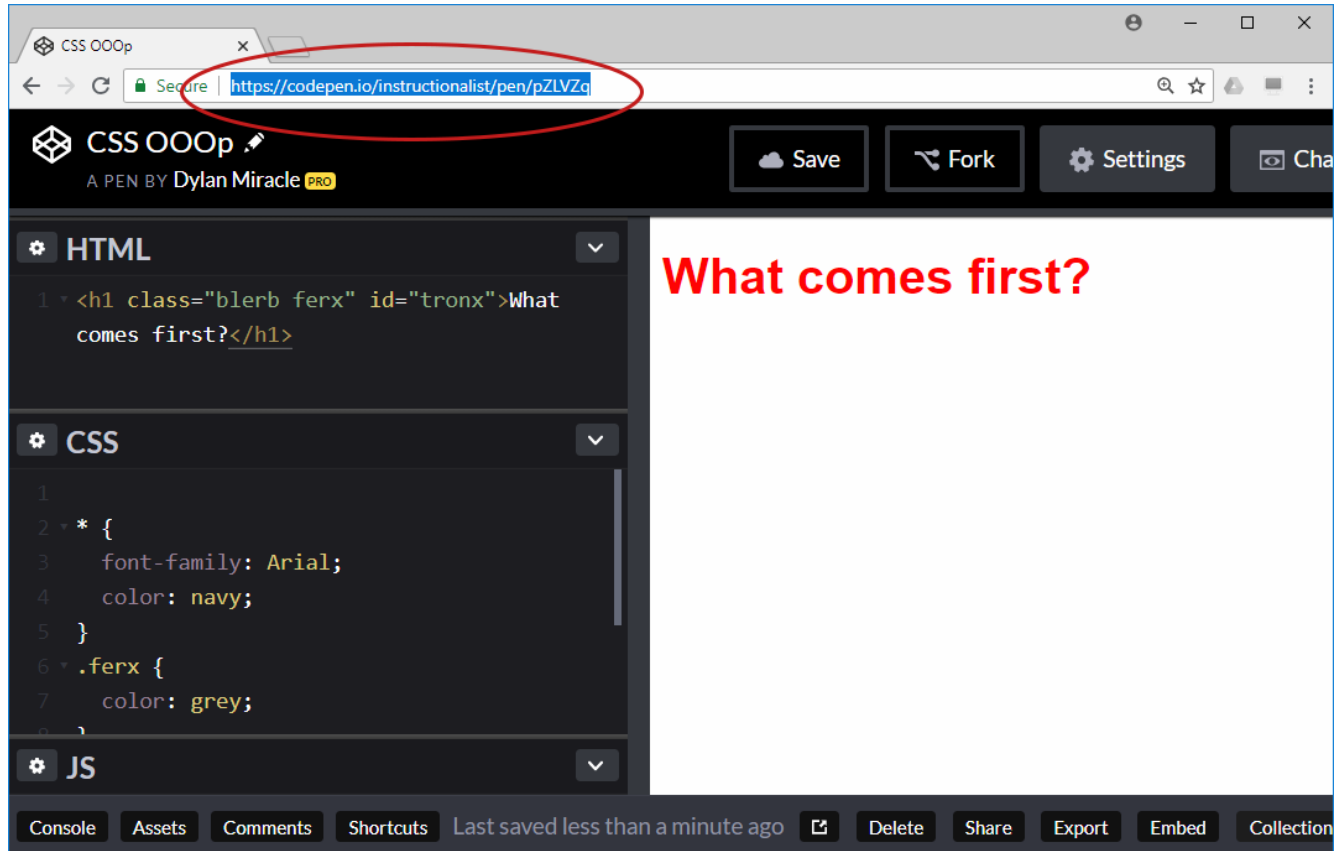 CSS OOOp
Secure | https://codepen.io/instructionalist/pen/pZLVZq
CSS OOOp
A PEN BY Dylan Miracle PRO
Save
Fork
Settings
Cha
HTML
1 <h1 class="blerb ferx" id="tronx">What
comes first?</h1>
What comes first?
CSS
1
2 * {
3 font-family: Arial;
4 color: navy;
5 }
6 .ferx {
7 color: grey;
8 }
JS
Console Assets Comments Shortcuts Last saved less than a minute ago Delete Share Export Embed Collection